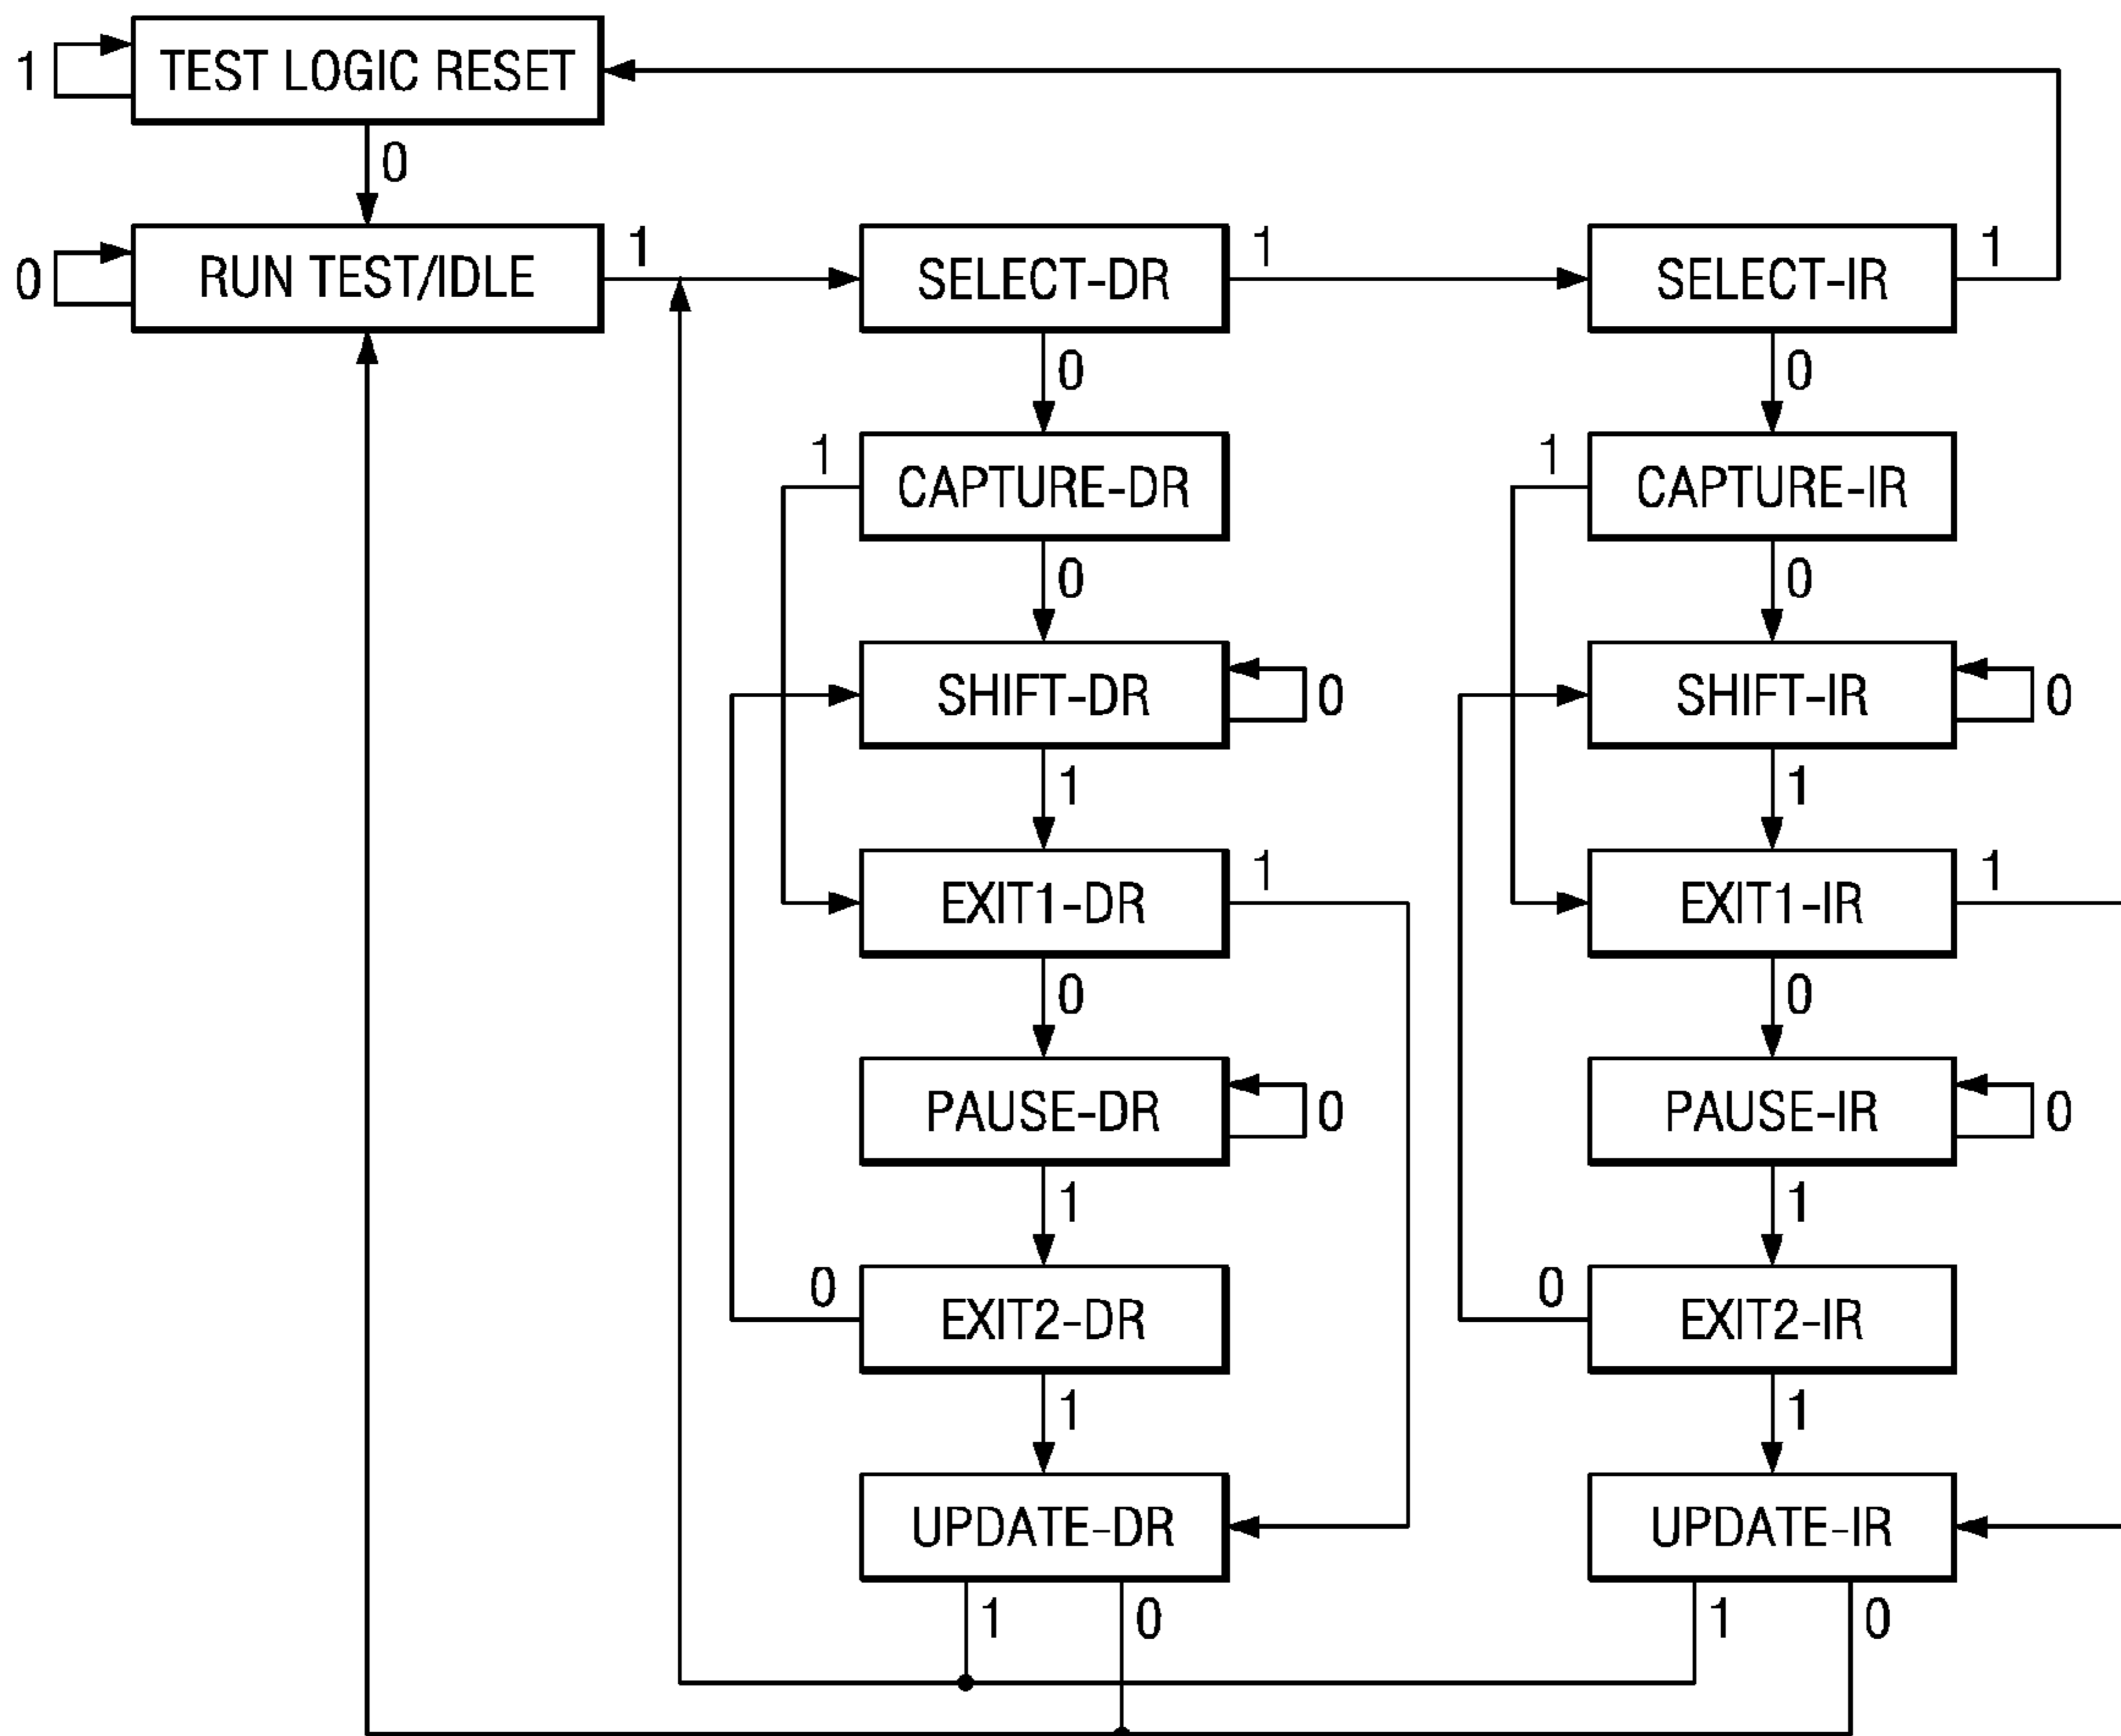 1 TEST LOGIC RESET
0
0 RUN TEST/IDLE 1 SELECT-DR 1 SELECT-IR 1
0 0
1 CAPTURE-DR 1 CAPTURE-IR
0 0
SHIFT-DR 0 SHIFT-IR 0
1 1
EXIT1-DR 1 EXIT1-IR 1
0 0
PAUSE-DR 0 PAUSE-IR 0
1 1
0 EXIT2-DR 0 EXIT2-IR
1 1
UPDATE-DR UPDATE-IR
1 0 1 0